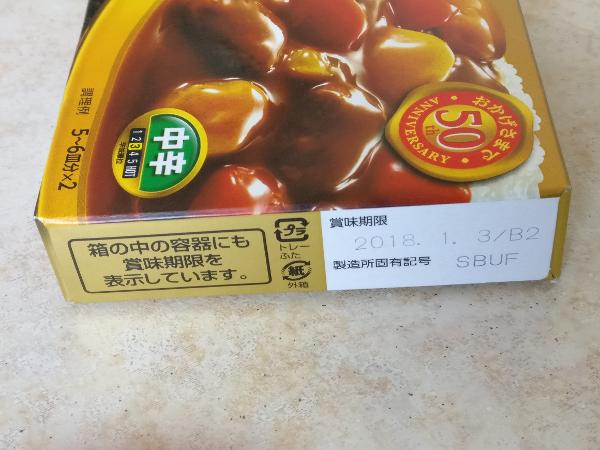 調理例
5~6皿分×2
中辛
1 2 3 4 5 HOT
おかげさまで
50th
ANNIVERSARY
箱の中の容器にも
賞味期限を
表示しています。
プラ
トレー
ふた
紙
外箱
賞味期限
2018. 1. 3/B2
製造所固有記号 SBUF